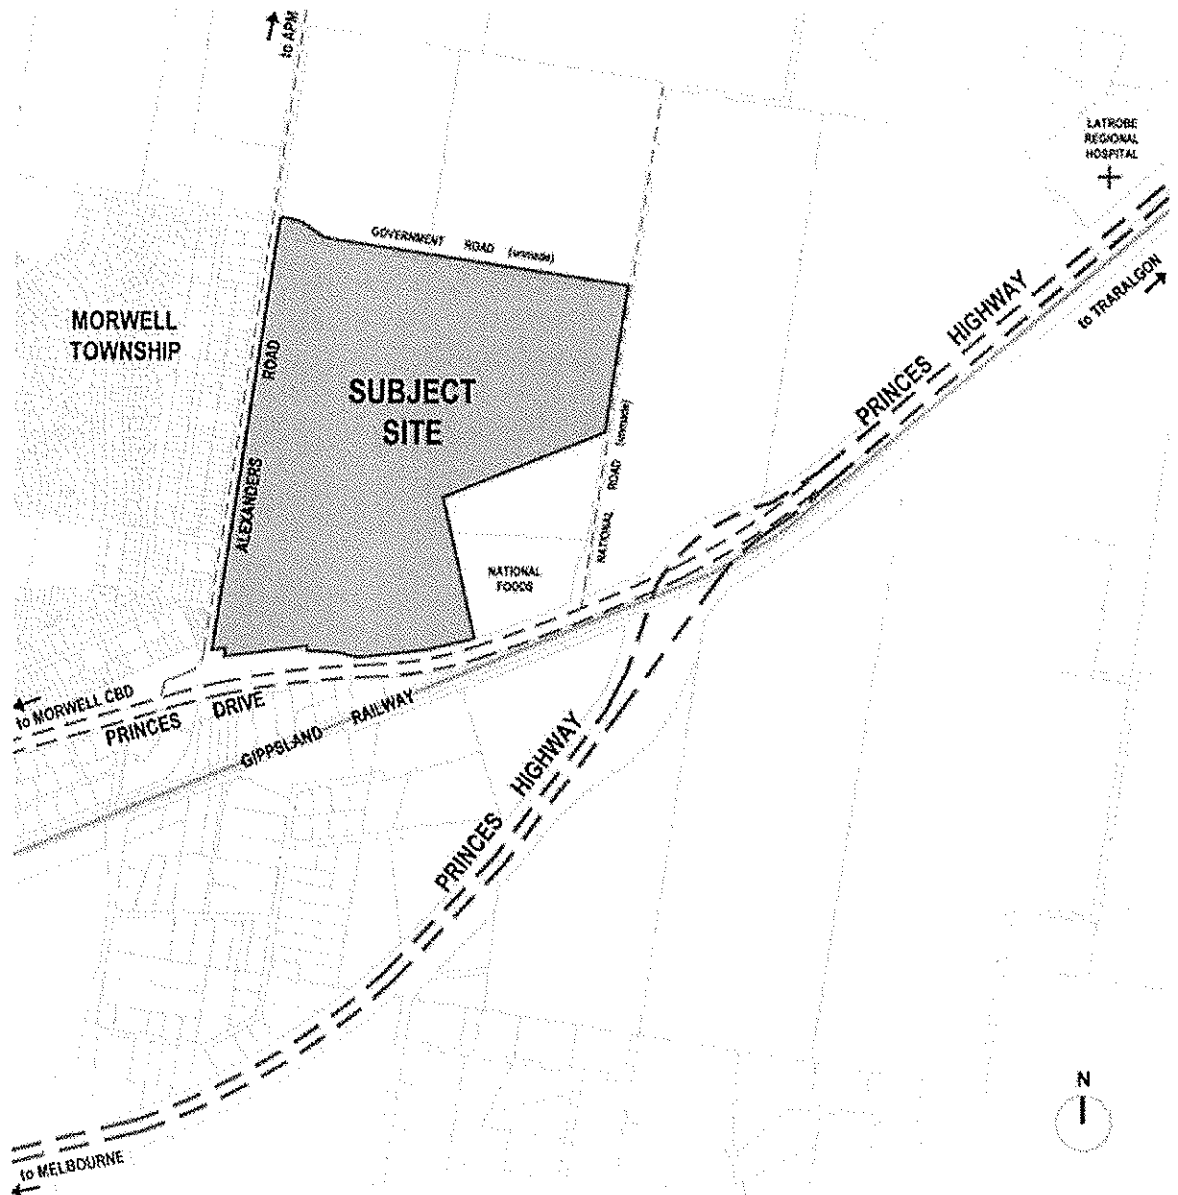 to APM
LATROBE
REGIONAL
HOSPITAL
GOVERNMENT ROAD (unmade)
PRINCES HIGHWAY
to TRARALGON
MORWELL
TOWNSHIP
ALEXANDERS ROAD
SUBJECT
SITE
NATIONAL ROAD (unmade)
NATIONAL
FOODS
to MORWELL CBD
PRINCES DRIVE
GIPPSLAND RAILWAY
PRINCES HIGHWAY
N
to MELBOURNE